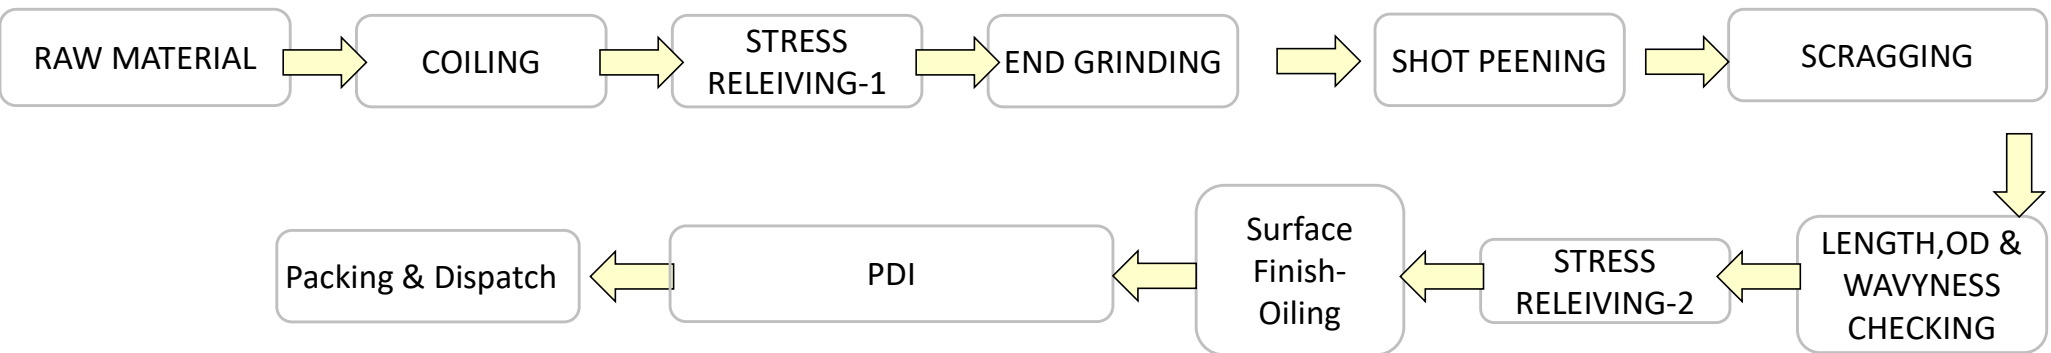 RAW MATERIAL
COILING
STRESS
RELEIVING-1
END GRINDING
SHOT PEENING
SCRAGGING
LENGTH,OD &
WAVYNESS
CHECKING
STRESS
RELEIVING-2
Surface
Finish-
Oiling
PDI
Packing & Dispatch